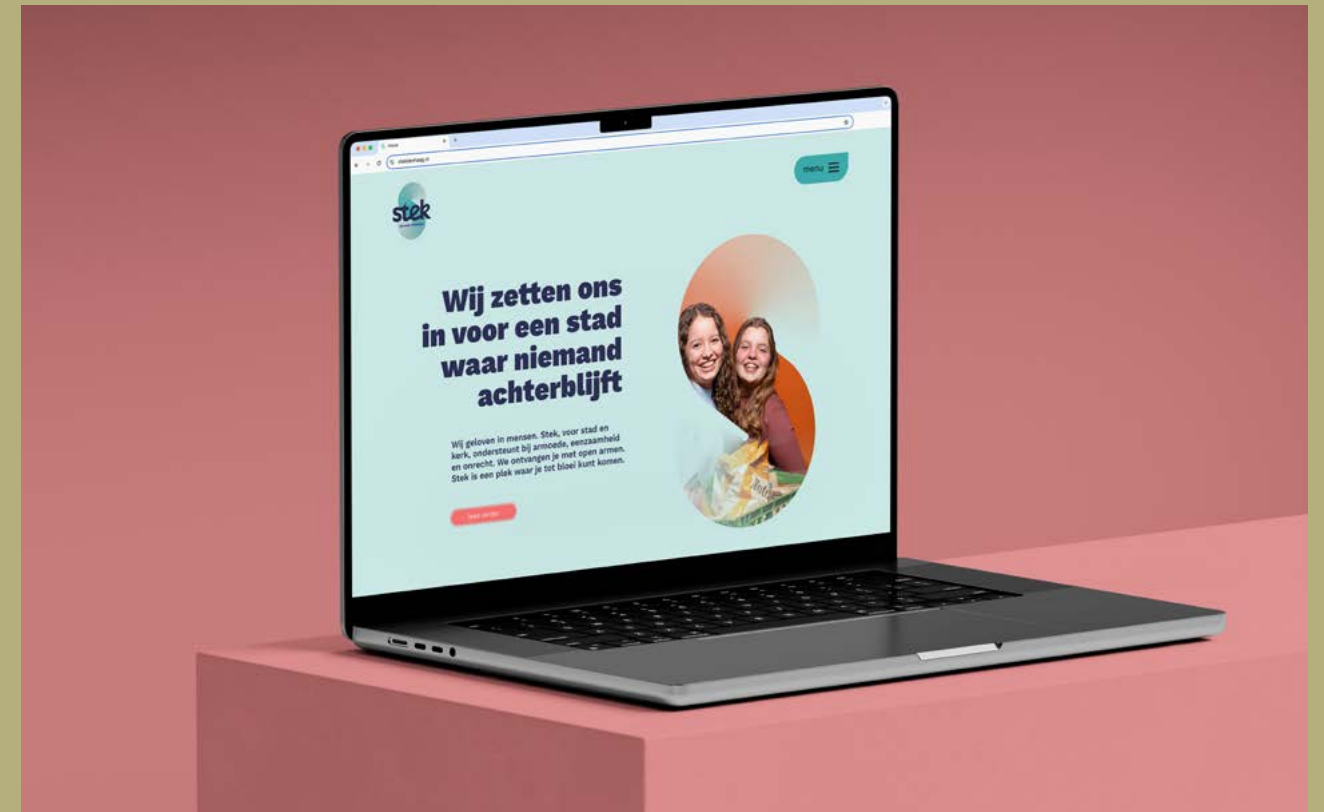 stekdenhaag.nl
menu
stek
Wij zetten ons
in voor een stad
waar niemand
achterblijft
Wij geloven in mensen. Stek, voor stad en
kerk, ondersteunt bij armoede, eenzaamheid
en onrecht. We ontvangen je met open armen.
Stek is een plek waar je tot bloei kunt komen.